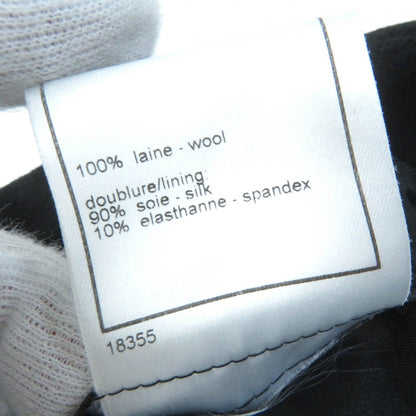 100% laine - wool
doublure/lining:
90% soie - silk
10% elasthanne - spandex
18355